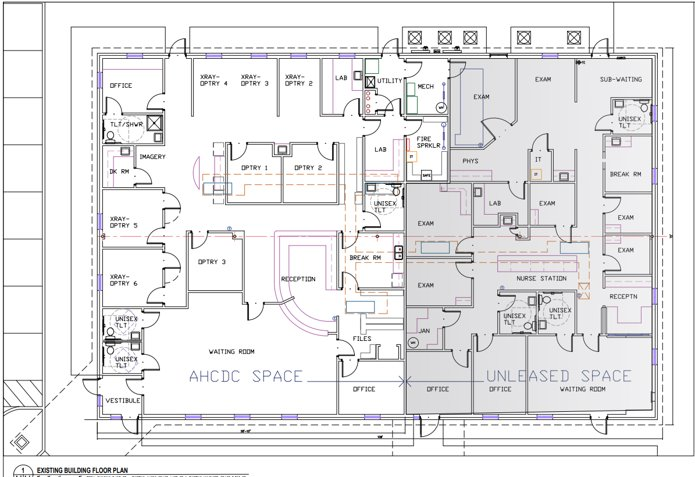 OFFICE
XRAY-
OPTRY 4
XRAY-
OPTRY 3
XRAY-
OPTRY 2
LAB
UTILITY
MECH
EXAM
EXAM
SUB-WAITING
TLT/SHWR
UNISEX
TLT
LAB
FIRE
SPRKLR
DK RM
IMAGERY
OPTRY 1
OPTRY 2
PHYS
IT
BREAK RM
UNISEX
TLT
LAB
EXAM
EXAM
XRAY-
OPTRY 5
EXAM
EXAM
OPTRY 3
BREAK RM
XRAY-
OPTRY 6
RECEPTION
EXAM
NURSE STATION
RECEPTN
UNISEX
TLT
UNISEX
TLT
UNISEX
TLT
JAN
FILES
WAITING ROOM
UNISEX
TLT
AHCDC SPACE
UNLEASED SPACE
OFFICE
OFFICE
OFFICE
WAITING ROOM
VESTIBULE
1
EXISTING BUILDING FLOOR PLAN